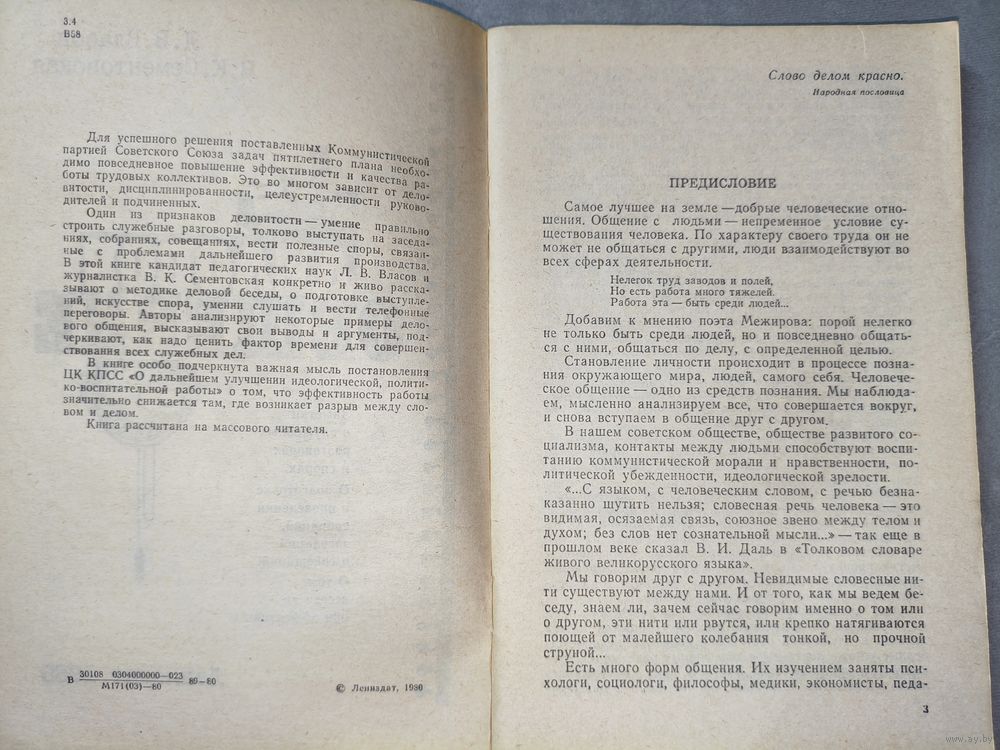 3.4
В58
Для успешного решения поставленных Коммунистической
партией Советского Союза задач пятилетнего плана необхо-
димо повседневное повышение эффективности и качества ра-
боты трудовых коллективов. Это во многом зависит от дело-
витости, дисциплинированности, целеустремленности руково-
дителей и подчиненных.
Один из признаков деловитости — умение правильно
строить служебные разговоры, толково выступать на заседа-
ниях, собраниях, совещаниях, вести полезные споры, связан-
ные с проблемами дальнейшего развития производства.
В этой книге кандидат педагогических наук Л. В. Власов и
журналистка В. К. Сементовская конкретно и живо расска-
зывают о методике деловой беседы, о подготовке выступле-
ний, искусстве спора, умении слушать и вести телефонные
переговоры. Авторы анализируют некоторые примеры дело-
вого общения, высказывают свои выводы и аргументы, под-
черкивают, как надо ценить фактор времени для совершен-
ствования всех служебных дел.
В книге особо подчеркнута важная мысль постановления
ЦК КПСС «О дальнейшем улучшении идеологической, полити-
ко-воспитательной работы» о том, что эффективность работы
значительно снижается там, где возникает разрыв между сло-
вом и делом.
Книга рассчитана на массового читателя.
В 30108 0304000000—023 89—80
М171(03)—80
© Лениздат, 1980
Слово делом красно.
Народная пословица
ПРЕДИСЛОВИЕ
Самое лучшее на земле — добрые человеческие отно-
шения. Общение с людьми — непременное условие су-
ществования человека. По характеру своего труда он не
может не общаться с другими, люди взаимодействуют во
всех сферах деятельности.
Нелегок труд заводов и полей,
Но есть работа много тяжелей.
Работа эта — быть среди людей...
Добавим к мнению поэта Межирова: порой нелегко
не только быть среди людей, но и повседневно общать-
ся с ними, общаться по делу, с определенной целью.
Становление личности происходит в процессе позна-
ния окружающего мира, людей, самого себя. Человече-
ское общение — одно из средств познания. Мы наблюда-
ем, мысленно анализируем все, что совершается вокруг,
и снова вступаем в общение друг с другом.
В нашем советском обществе, обществе развитого со-
циализма, контакты между людьми способствуют воспи-
танию коммунистической морали и нравственности, по-
литической убежденности, идеологической зрелости.
«...С языком, с человеческим словом, с речью безна-
казанно шутить нельзя; словесная речь человека — это
видимая, осязаемая связь, союзное звено между телом и
духом; без слов нет сознательной мысли...» — так еще в
прошлом веке сказал В. И. Даль в «Толковом словаре
живого великорусского языка».
Мы говорим друг с другом. Невидимые словесные ни-
ти существуют между нами. И от того, как мы ведем бе-
седу, знаем ли, зачем сейчас говорим именно о том или
о другом, эти нити или рвутся, или крепко натягиваются
поющей от малейшего колебания тонкой, но прочной
струной...
Есть много форм общения. Их изучением заняты пси-
хологи, социологи, философы, медики, экономисты, педа-
3
www.ay.by